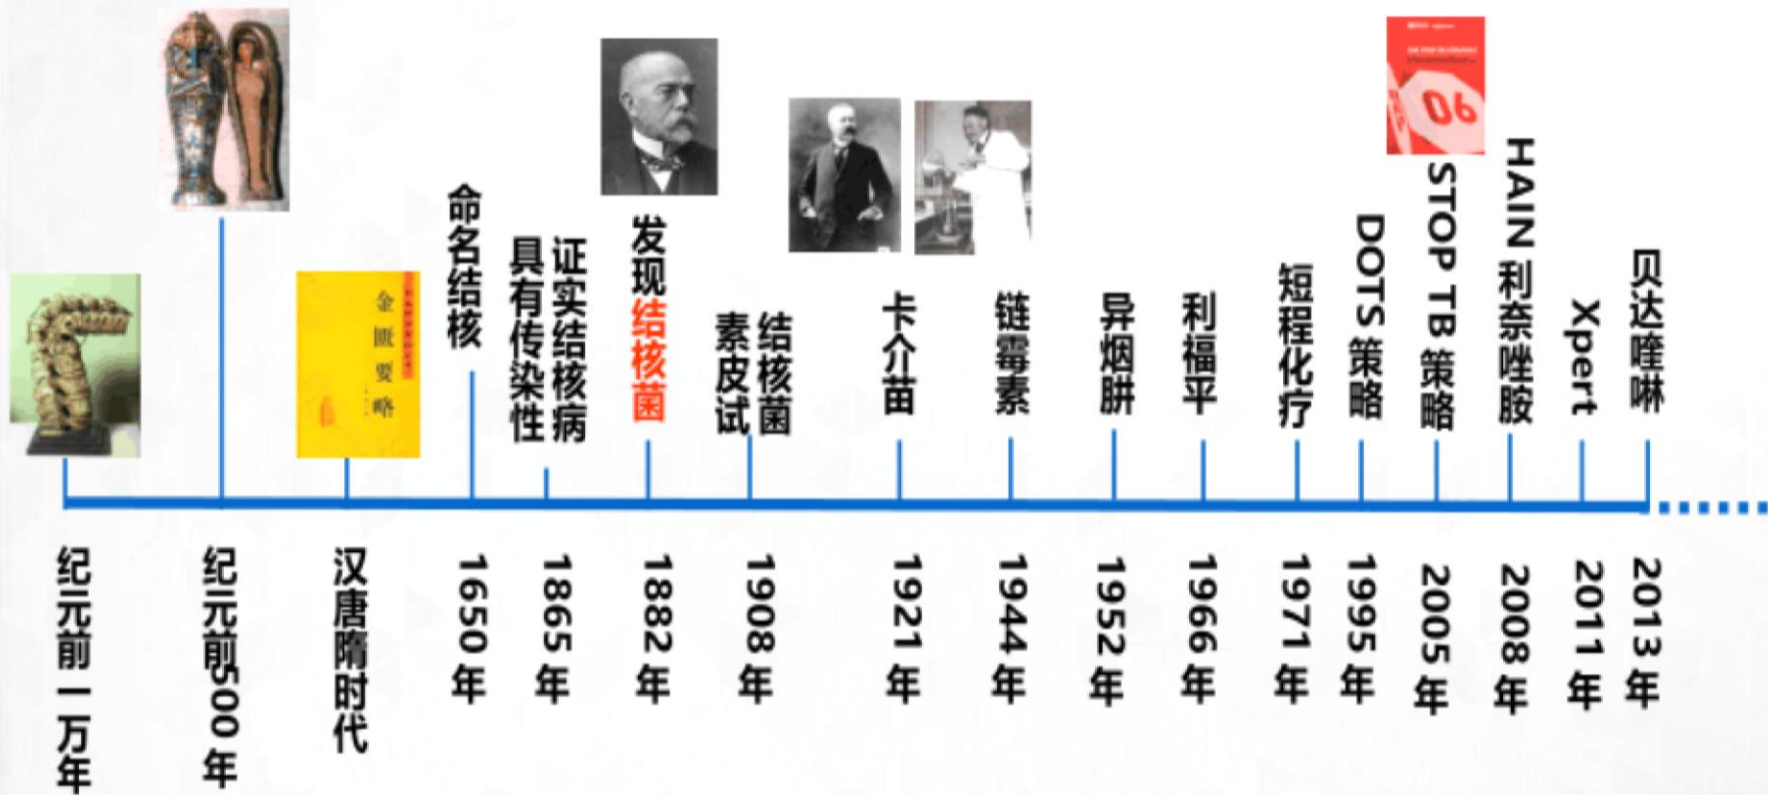 金匮要略
命名结核
证实结核病
具有传染性
发现结核菌
结核菌
素皮试
卡介苗
链霉素
异烟肼
利福平
短程化疗
DOTS 策略
06
STOP TB 策略
HAIN 利奈唑胺
Xpert
贝达喹啉
纪元前一万年
纪元前500年
汉唐隋时代
1650年
1865年
1882年
1908年
1921年
1944年
1952年
1966年
1971年
1995年
2005年
2008年
2011年
2013年